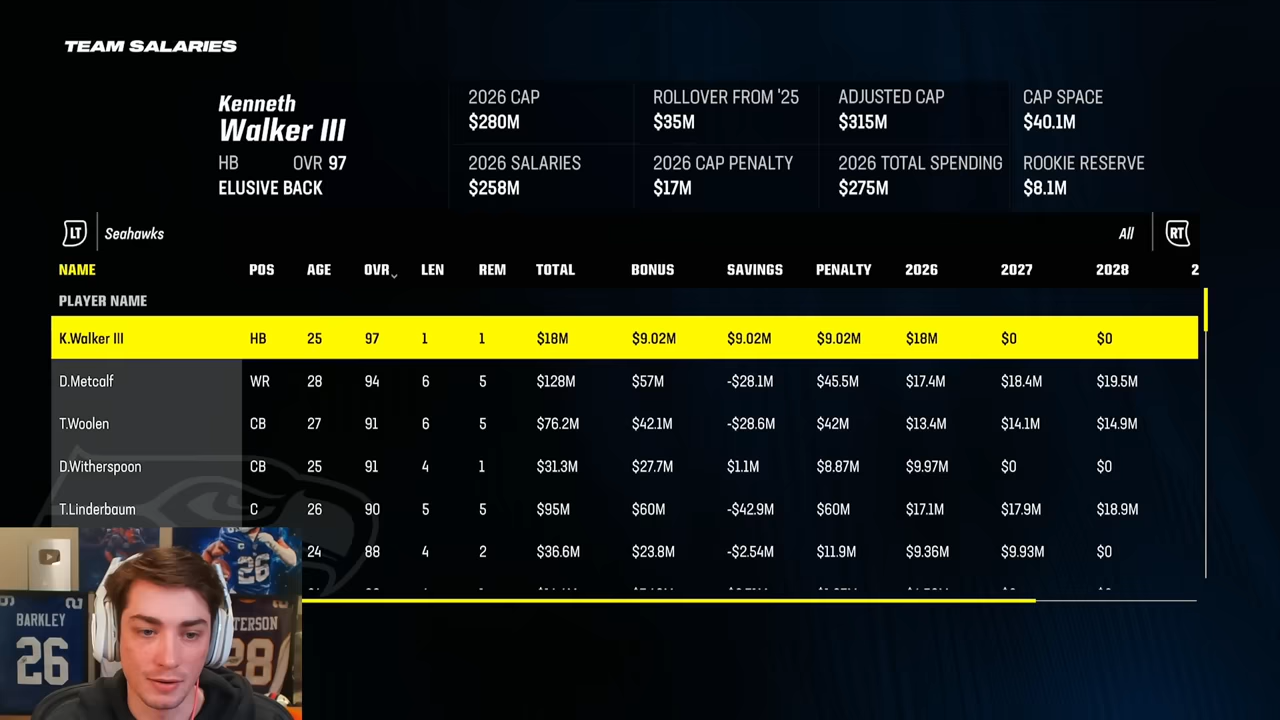 TEAM SALARIES
Kenneth
Walker III
HB OVR 97
ELUSIVE BACK
2026 CAP ROLLOVER FROM '25 ADJUSTED CAP CAP SPACE
$280M $35M $315M $40.1M
2026 SALARIES 2026 CAP PENALTY 2026 TOTAL SPENDING ROOKIE RESERVE
$258M $17M $275M $8.1M
LT Seahawks All RT
NAME POS AGE OVR LEN REM TOTAL BONUS SAVINGS PENALTY 2026 2027 2028 2
PLAYER NAME
K.Walker III HB 25 97 1 1 $18M $9.02M $9.02M $9.02M $18M $0 $0
D.Metcalf WR 28 94 6 5 $128M $57M -$28.1M $45.5M $17.4M $18.4M $19.5M
T.Woolen CB 27 91 6 5 $76.2M $42.1M -$28.6M $42M $13.4M $14.1M $14.9M
D.Witherspoon CB 25 91 4 1 $31.3M $27.7M $1.1M $8.87M $9.97M $0 $0
T.Linderbaum C 26 90 5 5 $95M $60M -$42.9M $60M $17.1M $17.9M $18.9M
24 88 4 2 $36.6M $23.8M -$2.54M $11.9M $9.36M $9.93M $0
26
BARKLEY
26
TERSON
28